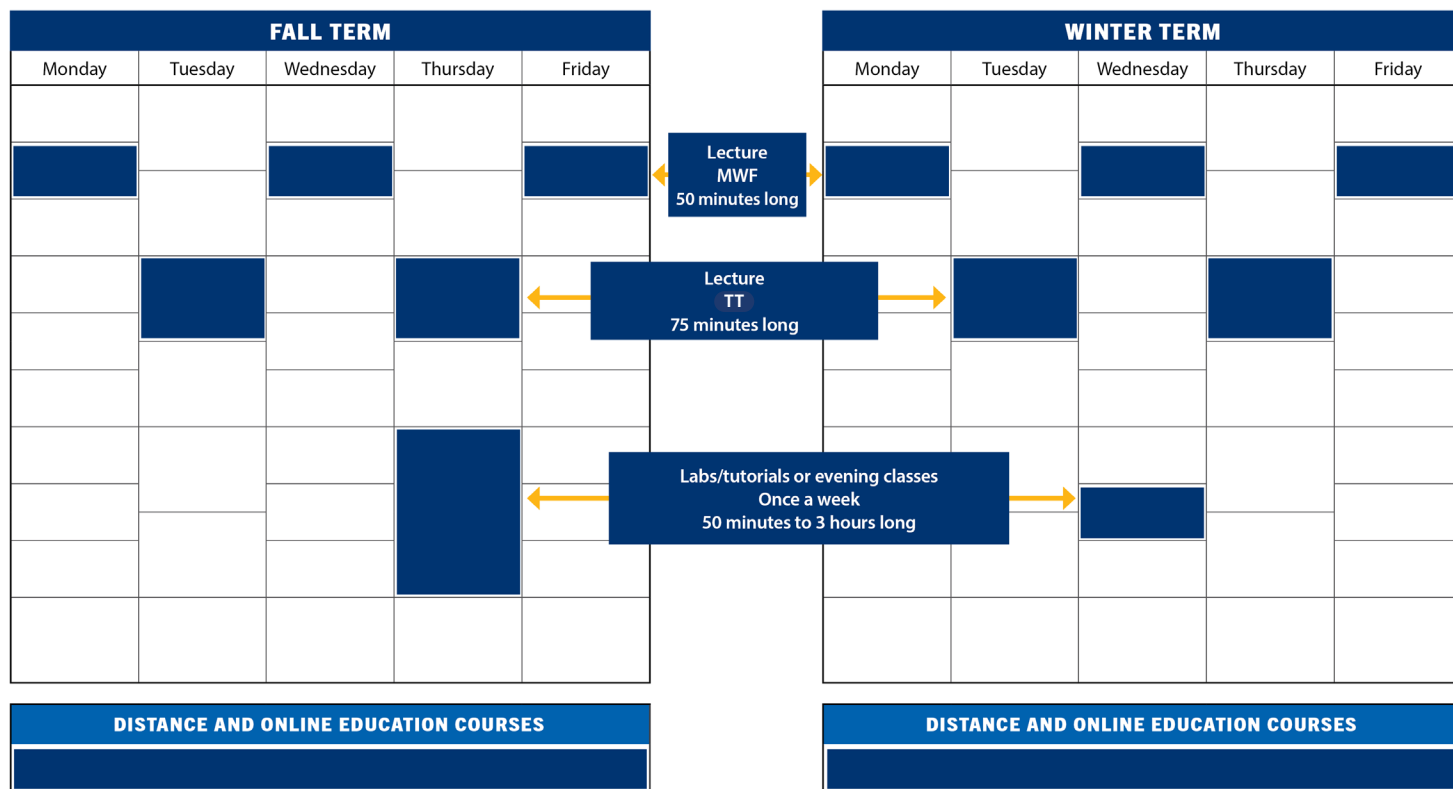 FALL TERM
Monday Tuesday Wednesday Thursday Friday
WINTER TERM
Monday Tuesday Wednesday Thursday Friday
Lecture
MWF
50 minutes long
Lecture
TT
75 minutes long
Labs/tutorials or evening classes
Once a week
50 minutes to 3 hours long
DISTANCE AND ONLINE EDUCATION COURSES
DISTANCE AND ONLINE EDUCATION COURSES